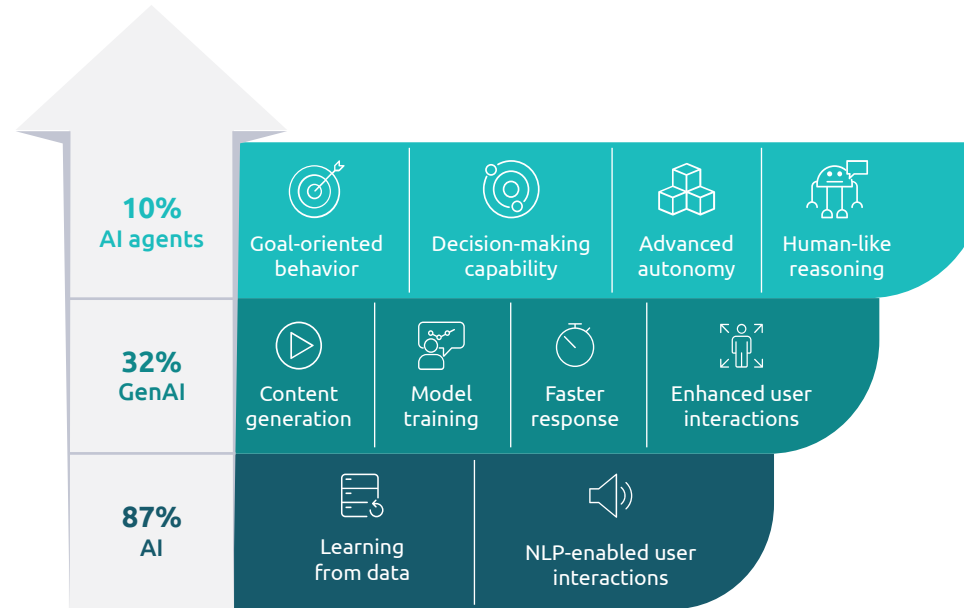 10%
AI agents
Goal-oriented
behavior
Decision-making
capability
Advanced
autonomy
Human-like
reasoning
32%
GenAI
Content
generation
Model
training
Faster
response
Enhanced user
interactions
87%
AI
Learning
from data
NLP-enabled user
interactions